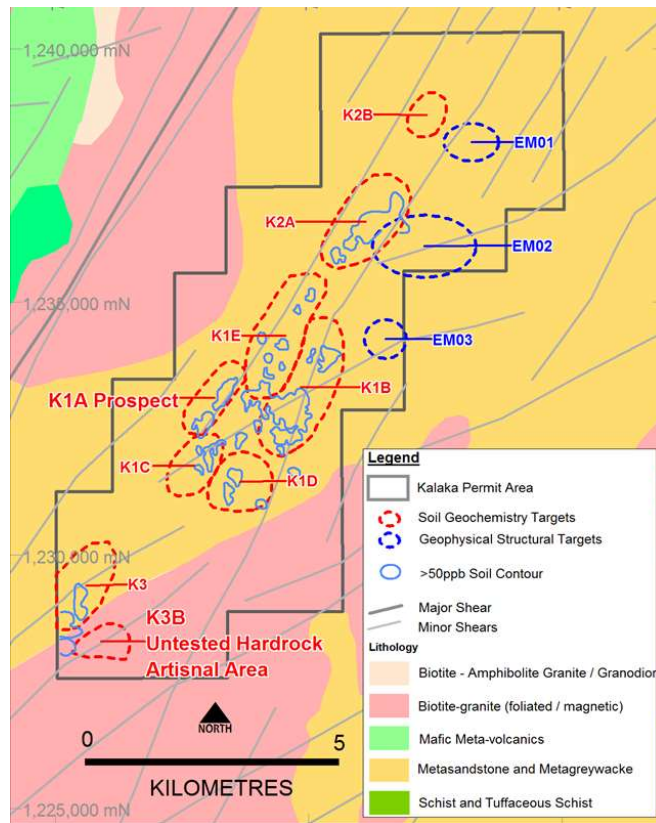 1,240,000 mN
K2B
EM01
K2A
EM02
1,235,000 mN
K1E
EM03
K1A Prospect
K1B
K1C
K1D
1,230,000 mN
K3
K3B
Untested Hardrock
Artisnal Area
NORTH
0
5
KILOMETRES
1,225,000 mN
Legend
Kalaka Permit Area
Soil Geochemistry Targets
Geophysical Structural Targets
>50ppb Soil Contour
Major Shear
Minor Shears
Lithology
Biotite - Amphibolite Granite / Granodior
Biotite-granite (foliated / magnetic)
Mafic Meta-volcanics
Metasandstone and Metagreywacke
Schist and Tuffaceous Schist